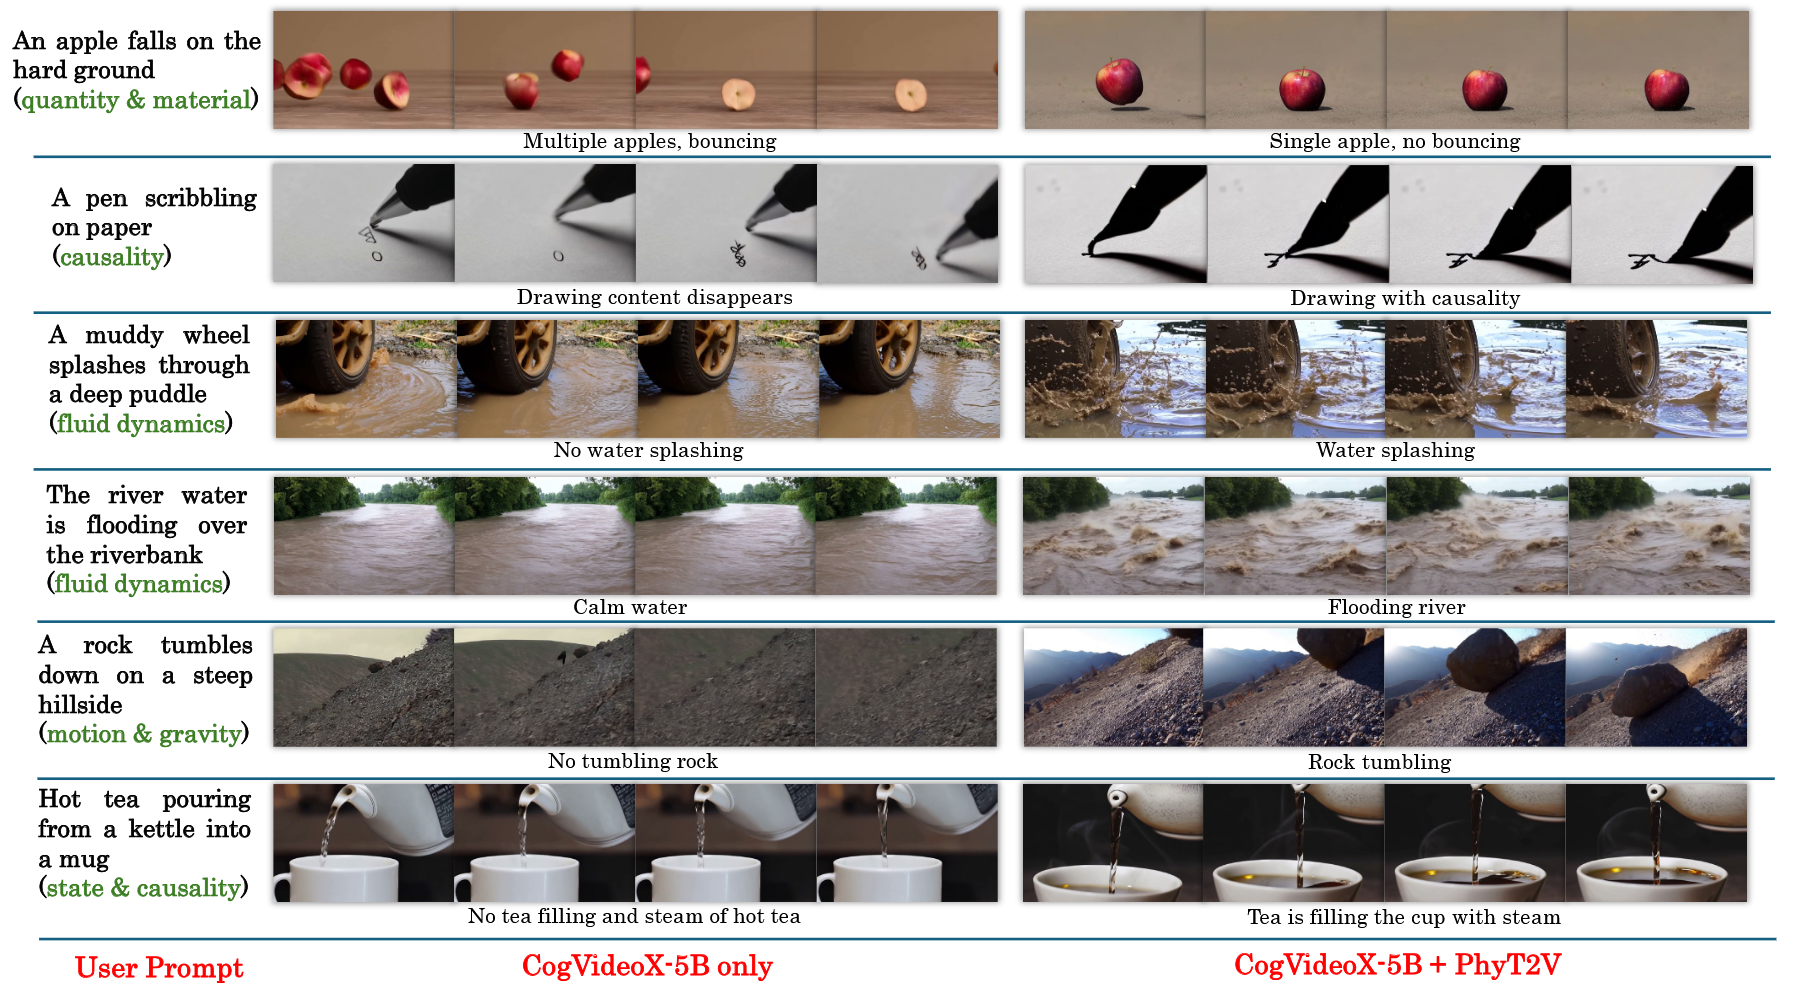 An apple falls on the
hard ground
(quantity & material)
Multiple apples, bouncing
Single apple, no bouncing
A pen scribbling
on paper
(causality)
Drawing content disappears
Drawing with causality
A muddy wheel
splashes through
a deep puddle
(fluid dynamics)
No water splashing
Water splashing
The river water
is flooding over
the riverbank
(fluid dynamics)
Calm water
Flooding river
A rock tumbles
down on a steep
hillside
(motion & gravity)
No tumbling rock
Rock tumbling
Hot tea pouring
from a kettle into
a mug
(state & causality)
No tea filling and steam of hot tea
Tea is filling the cup with steam
User Prompt
CogVideoX-5B only
CogVideoX-5B + PhyT2V